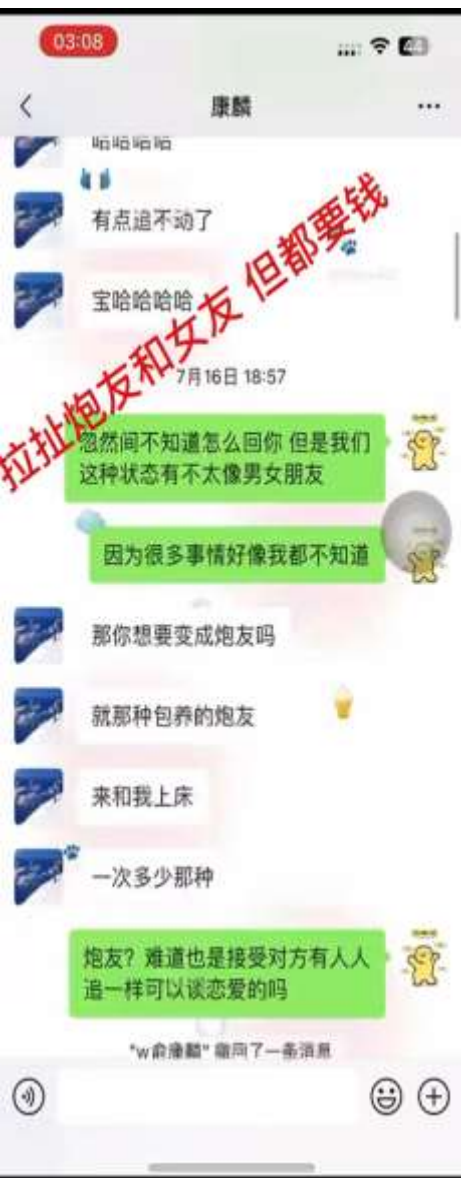 03:08
44
康麟
哈哈哈哈
有点追不动了
宝哈哈哈哈
拉扯炮友和女友 但都要钱
7月16日 18:57
忽然间不知道怎么回你 但是我们
这种状态有不太像男女朋友
因为很多事情好像我都不知道
那你想要变成炮友吗
就那种包养的炮友
来和我上床
一次多少那种
炮友?难道也是接受对方有人人
追一样可以谈恋爱的吗
"w俞康麟" 撤回了一条消息